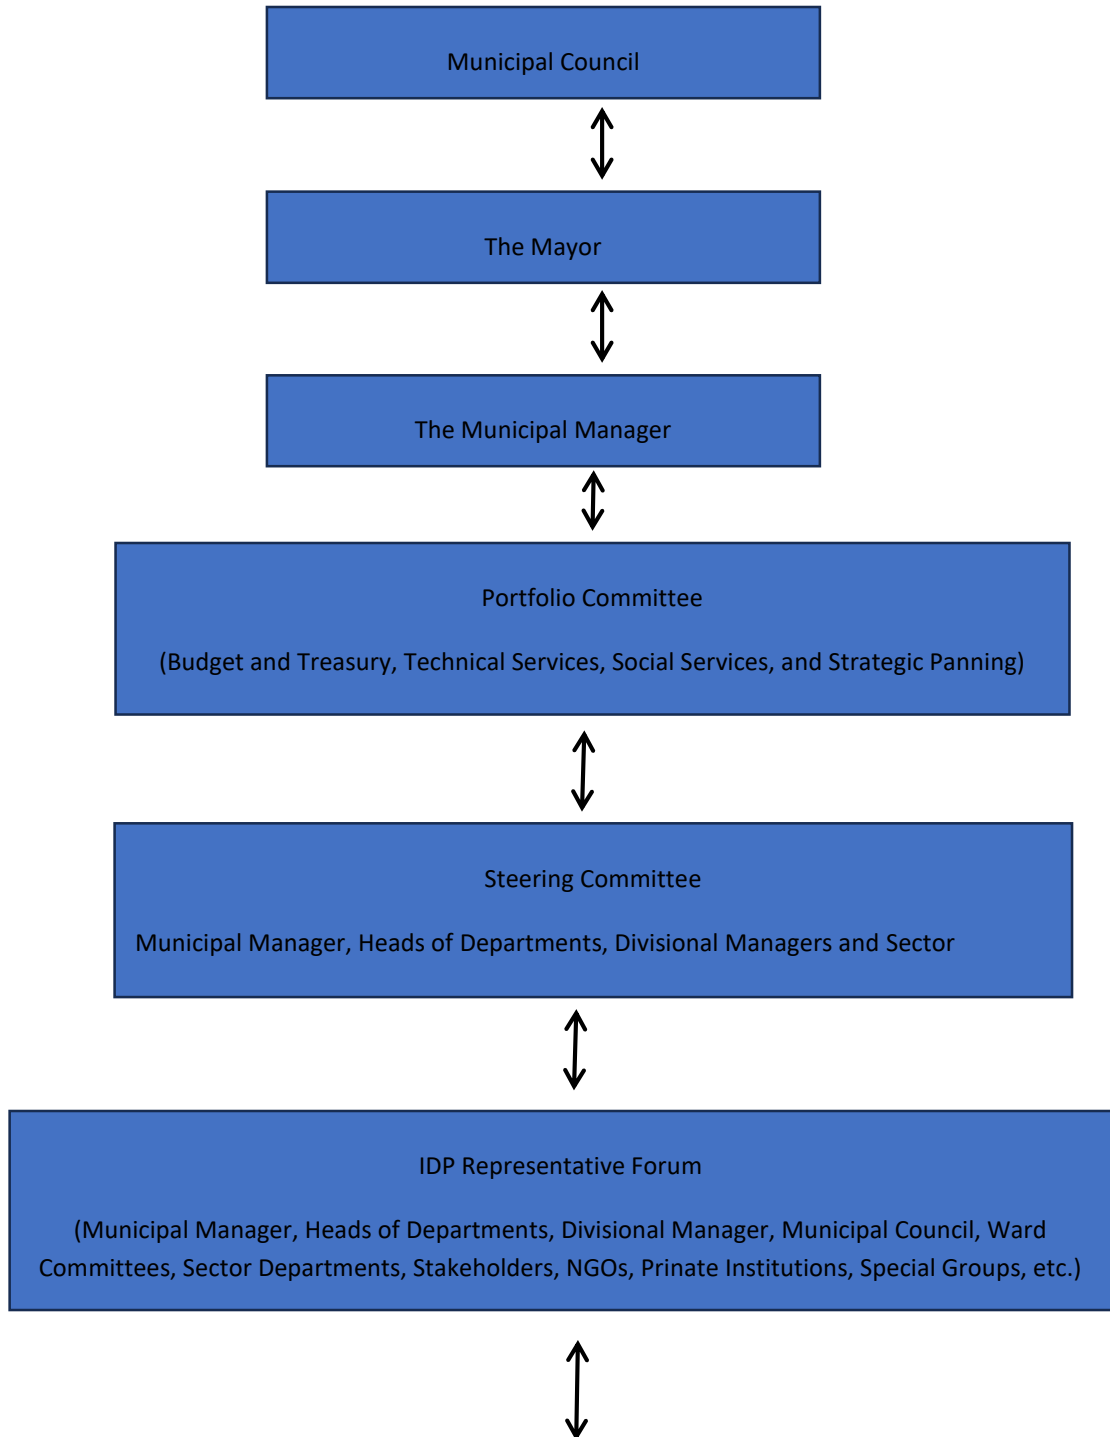 Municipal Council
The Mayor
The Municipal Manager
Portfolio Committee
(Budget and Treasury, Technical Services, Social Services, and Strategic Panning)
Steering Committee
Municipal Manager, Heads of Departments, Divisional Managers and Sector
IDP Representative Forum
(Municipal Manager, Heads of Departments, Divisional Manager, Municipal Council, Ward
Committees, Sector Departments, Stakeholders, NGOs, Prinate Institutions, Special Groups, etc.)